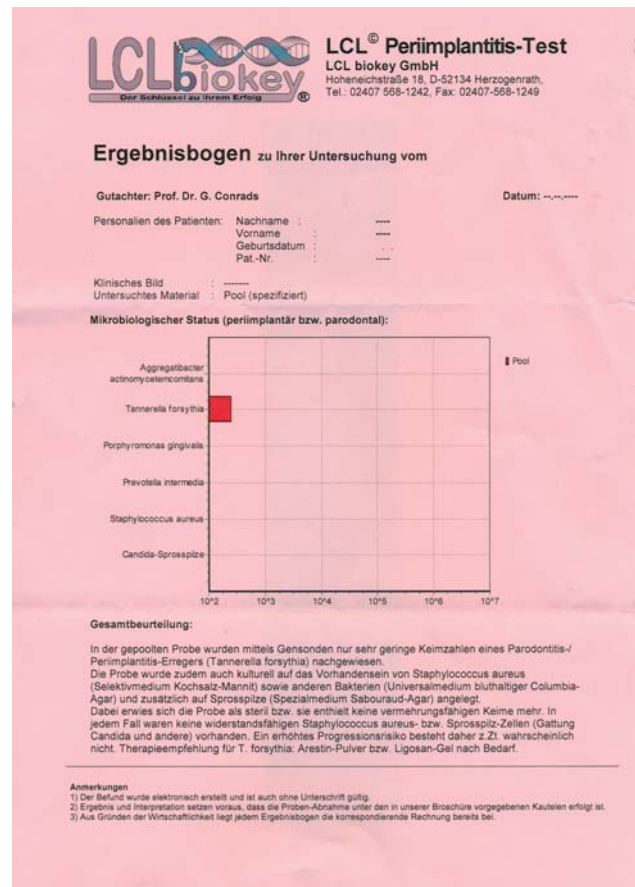 LCL biokey ®
Der Schlüssel zu Ihrem Erfolg
LCL© Periimplantitis-Test
LCL biokey GmbH
Hoheneichstraße 18, D-52134 Herzogenrath,
Tel.: 02407 568-1242, Fax: 02407-568-1249
Ergebnisbogen zu Ihrer Untersuchung vom
Gutachter: Prof. Dr. G. Conrads Datum: --.--.----
Personalien des Patienten: Nachname : ----
Vorname : ----
Geburtsdatum : . .
Pat.-Nr. : ----
Klinisches Bild : -------
Untersuchtes Material : Pool (spezifiziert)
Mikrobiologischer Status (periimplantär bzw. parodontal):
Pool
Aggregatibacter
actinomycetemcomitans
Tannerella forsythia
Porphyromonas gingivalis
Prevotella intermedia
Staphylococcus aureus
Candida-Sprosspilze
10^2 10^3 10^4 10^5 10^6 10^7
Gesamtbeurteilung:
In der gepoolten Probe wurden mittels Gensonden nur sehr geringe Keimzahlen eines Parodontitis-/
Periimplantitis-Erregers (Tannerella forsythia) nachgewiesen.
Die Probe wurde zudem auch kulturell auf das Vorhandensein von Staphylococcus aureus
(Selektivmedium Kochsalz-Mannit) sowie anderen Bakterien (Universalmedium bluthaltiger Columbia-
Agar) und zusätzlich auf Sprosspilze (Spezialmedium Sabouraud-Agar) angelegt.
Dabei erwies sich die Probe als steril bzw. sie enthielt keine vermehrungsfähigen Keime mehr. In
jedem Fall waren keine widerstandsfähigen Staphylococcus aureus- bzw. Sprosspilz-Zellen (Gattung
Candida und andere) vorhanden. Ein erhöhtes Progressionsrisiko besteht daher z.Zt. wahrscheinlich
nicht. Therapieempfehlung für T. forsythia: Arestin-Pulver bzw. Ligosan-Gel nach Bedarf.
Anmerkungen
1) Der Befund wurde elektronisch erstellt und ist auch ohne Unterschrift gültig.
2) Ergebnis und Interpretation setzen voraus, dass die Proben-Abnahme unter den in unserer Broschüre vorgegebenen Kautelen erfolgt ist.
3) Aus Gründen der Wirtschaftlichkeit liegt jedem Ergebnisbogen die korrespondierende Rechnung bereits bei.